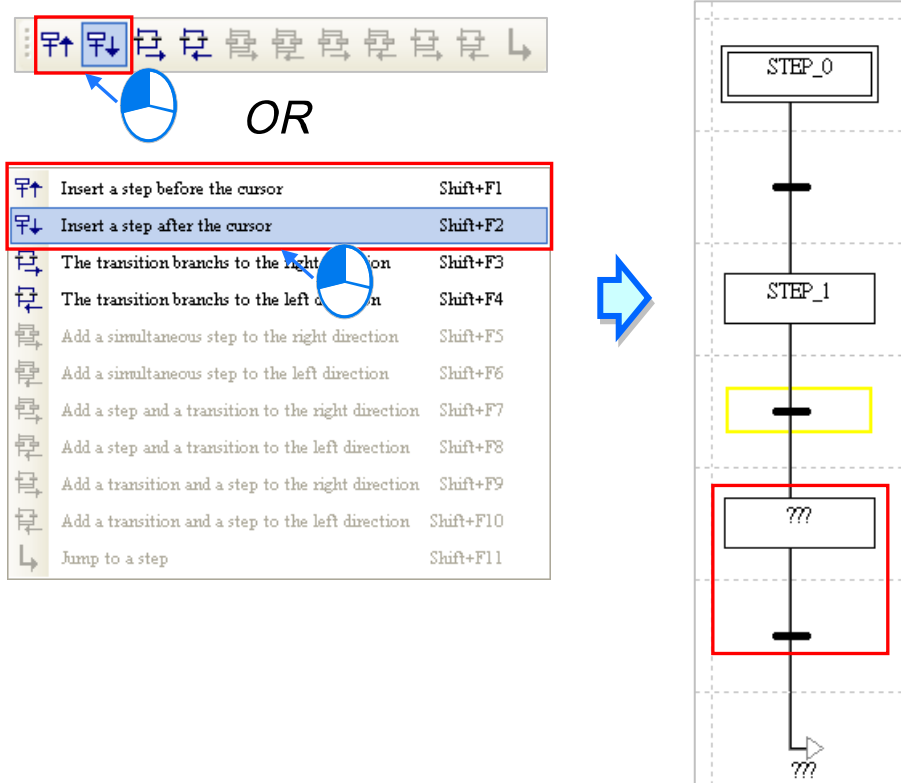 OR
Insert a step before the cursor Shift+F1
Insert a step after the cursor Shift+F2
The transition branchs to the right Shift+F3
The transition branchs to the left Shift+F4
Add a simultaneous step to the right direction Shift+F5
Add a simultaneous step to the left direction Shift+F6
Add a step and a transition to the right direction Shift+F7
Add a step and a transition to the left direction Shift+F8
Add a transition and a step to the right direction Shift+F9
Add a transition and a step to the left direction Shift+F10
Jump to a step Shift+F11
STEP_0
STEP_1
???
???